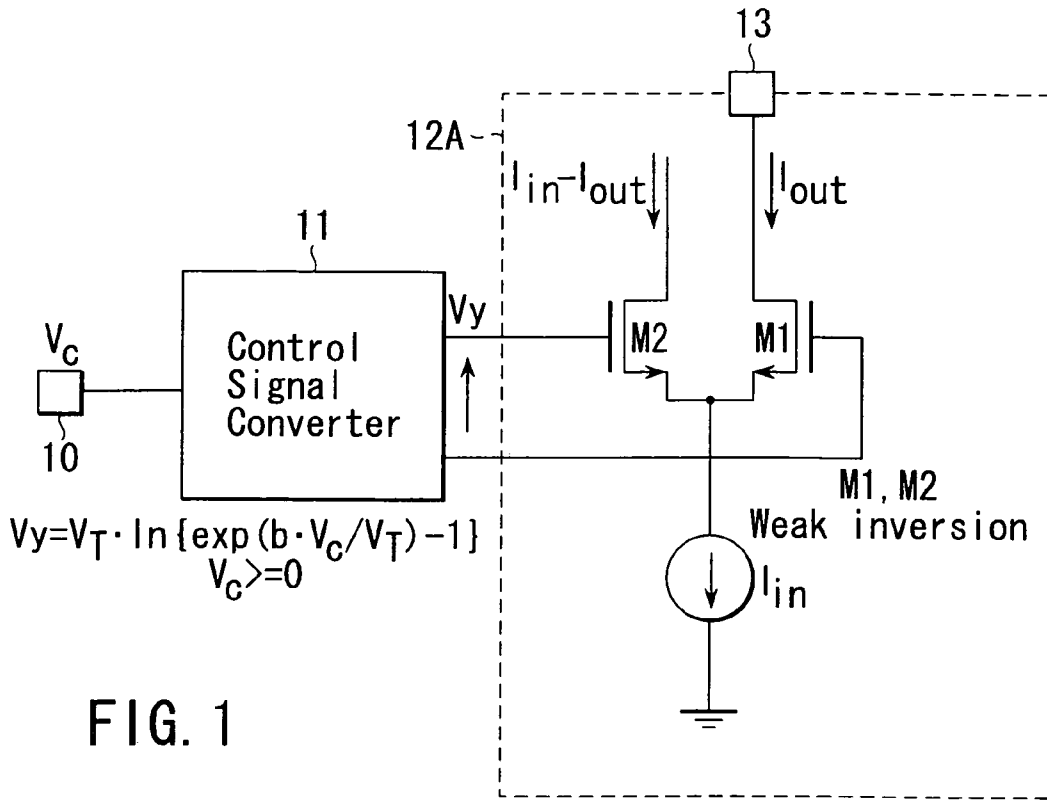 13
12A
Iin-Iout
Iout
11
Vy
Vc
Control
Signal
Converter
M2
M1
10
M1, M2
Weak inversion
Vy=VT·ln{exp(b·Vc/VT)-1}
Vc>=0
Iin
FIG. 1